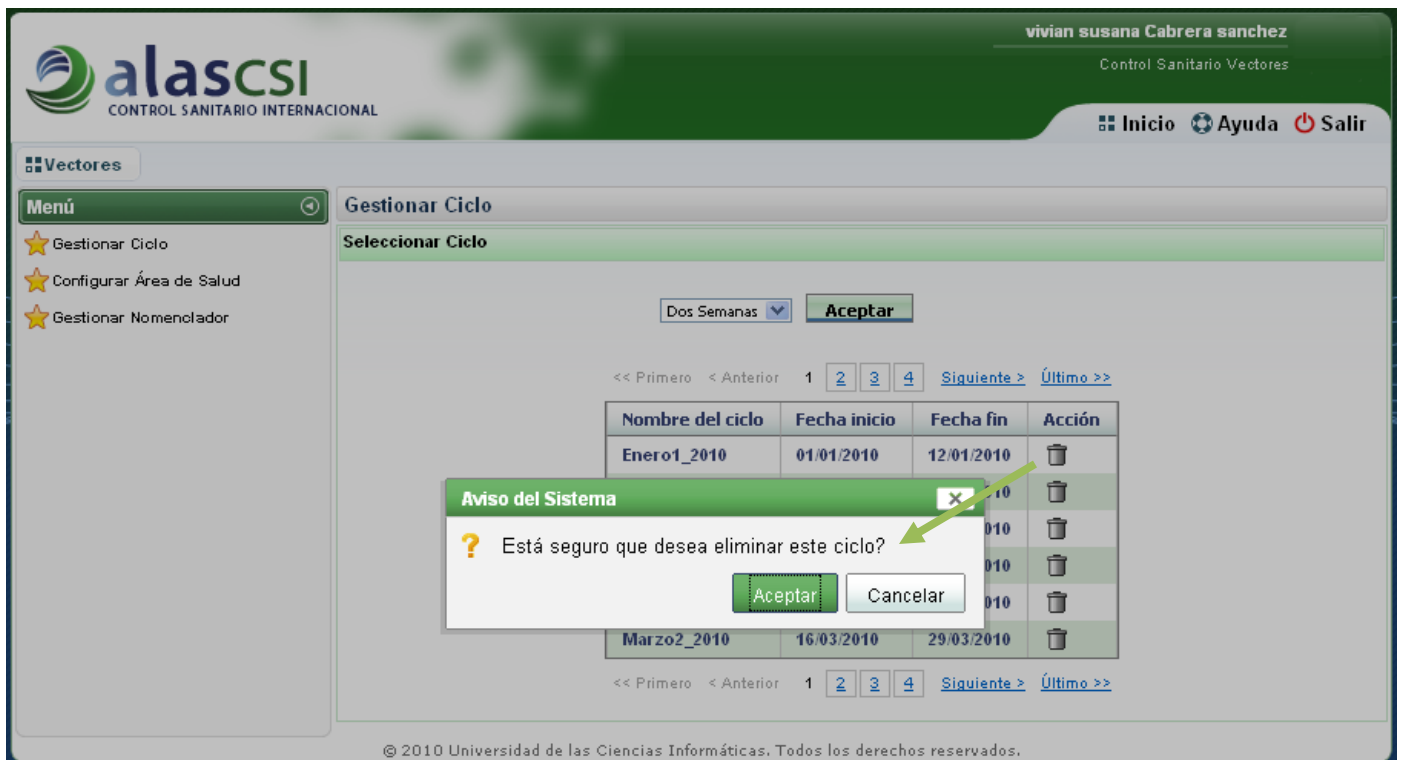 vivian susana Cabrera sanchez
Control Sanitario Vectores
alascsi
CONTROL SANITARIO INTERNACIONAL
Inicio Ayuda Salir
Vectores
Menú
Gestionar Ciclo
Configurar Área de Salud
Gestionar Nomenclador
Gestionar Ciclo
Seleccionar Ciclo
Dos Semanas Aceptar
<< Primero < Anterior 1 2 3 4 Siguiente > Último >>
Nombre del ciclo Fecha inicio Fecha fin Acción
Enero1_2010 01/01/2010 12/01/2010
Aviso del Sistema
Está seguro que desea eliminar este ciclo?
Aceptar Cancelar
010
010
010
Marzo2_2010 16/03/2010 29/03/2010
<< Primero < Anterior 1 2 3 4 Siguiente > Último >>
© 2010 Universidad de las Ciencias Informáticas. Todos los derechos reservados.